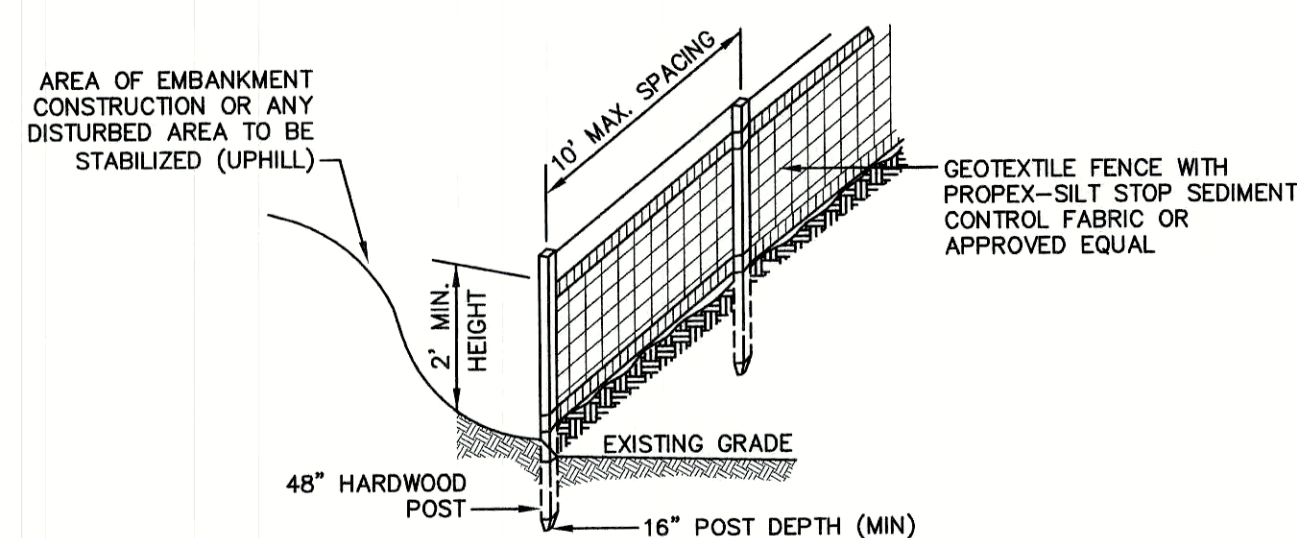 AREA OF EMBANKMENT
CONSTRUCTION OR ANY
DISTURBED AREA TO BE
STABILIZED (UPHILL)
10' MAX. SPACING
GEOTEXTILE FENCE WITH
PROPEX-SILT STOP SEDIMENT
CONTROL FABRIC OR
APPROVED EQUAL
2' MIN.
HEIGHT
EXISTING GRADE
48" HARDWOOD
POST
16" POST DEPTH (MIN)